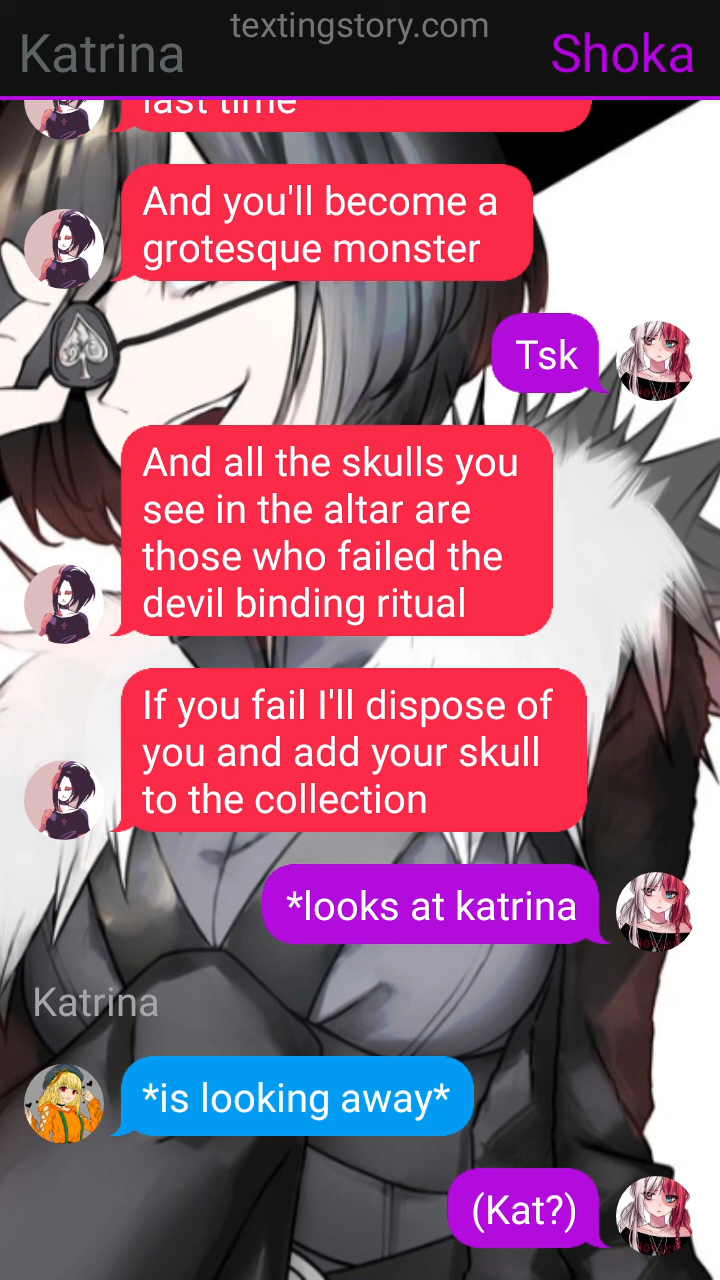 textingstory.com
Katrina
Shoka
last time
And you'll become a
grotesque monster
Tsk
And all the skulls you
see in the altar are
those who failed the
devil binding ritual
If you fail I'll dispose of
you and add your skull
to the collection
*looks at katrina
Katrina
*is looking away*
(Kat?)